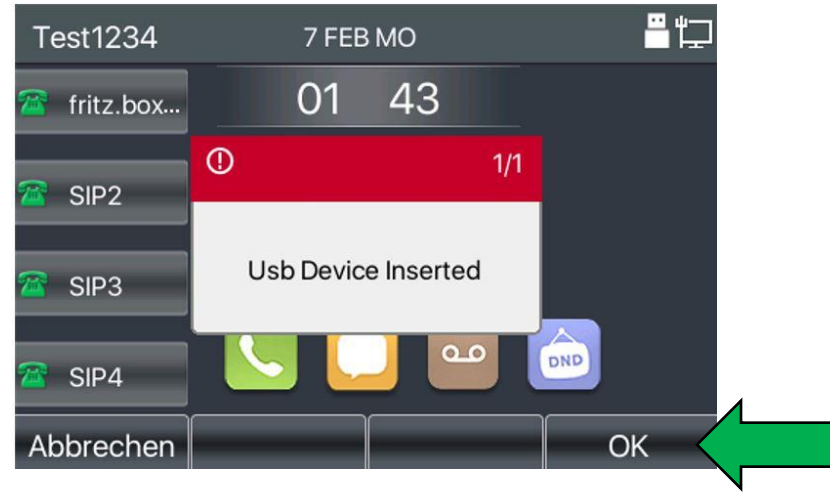 Test1234 7 FEB MO
fritz.box... 01 43
1/1
SIP2
Usb Device Inserted
SIP3
SIP4 DND
Abbrechen OK